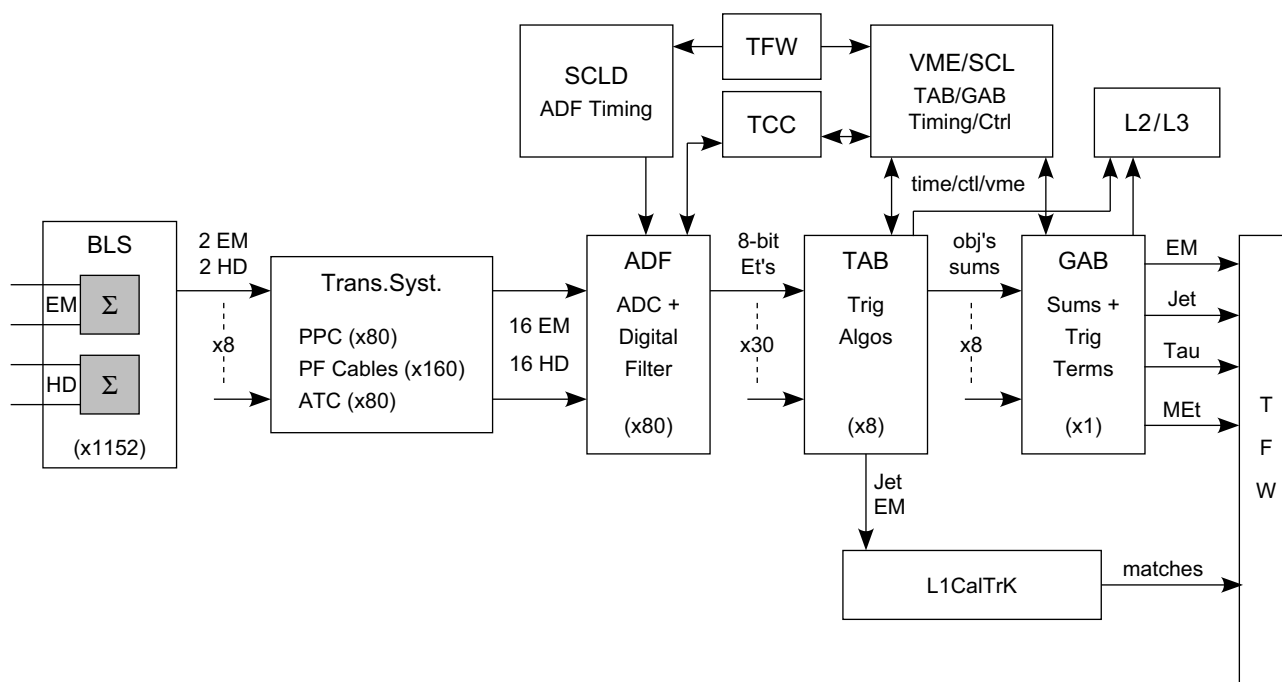 SCLD
ADF Timing
TFW
TCC
VME/SCL
TAB/GAB
Timing/Ctrl
L2/L3
time/ctl/vme
BLS
EM
Σ
HD
Σ
(x1152)
2 EM
2 HD
x8
Trans.Syst.
PPC (x80)
PF Cables (x160)
ATC (x80)
16 EM
16 HD
ADF
ADC +
Digital
Filter
(x80)
8-bit
Et's
x30
TAB
Trig
Algos
(x8)
obj's
sums
x8
GAB
Sums +
Trig
Terms
(x1)
EM
Jet
Tau
MEt
T
F
W
Jet
EM
L1CalTrK
matches